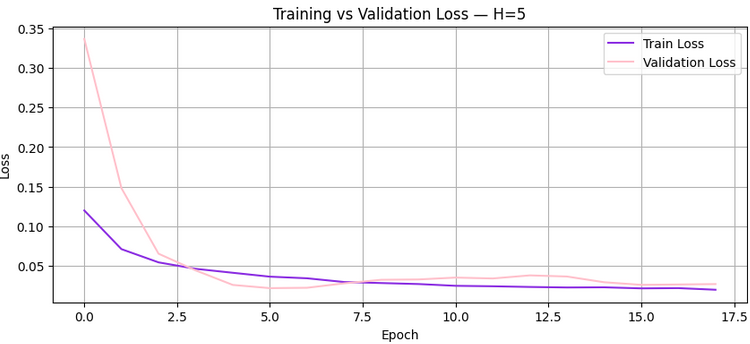 Training vs Validation Loss — H=5
Train Loss
Validation Loss
Loss
0.35
0.30
0.25
0.20
0.15
0.10
0.05
0.0 2.5 5.0 7.5 10.0 12.5 15.0 17.5
Epoch